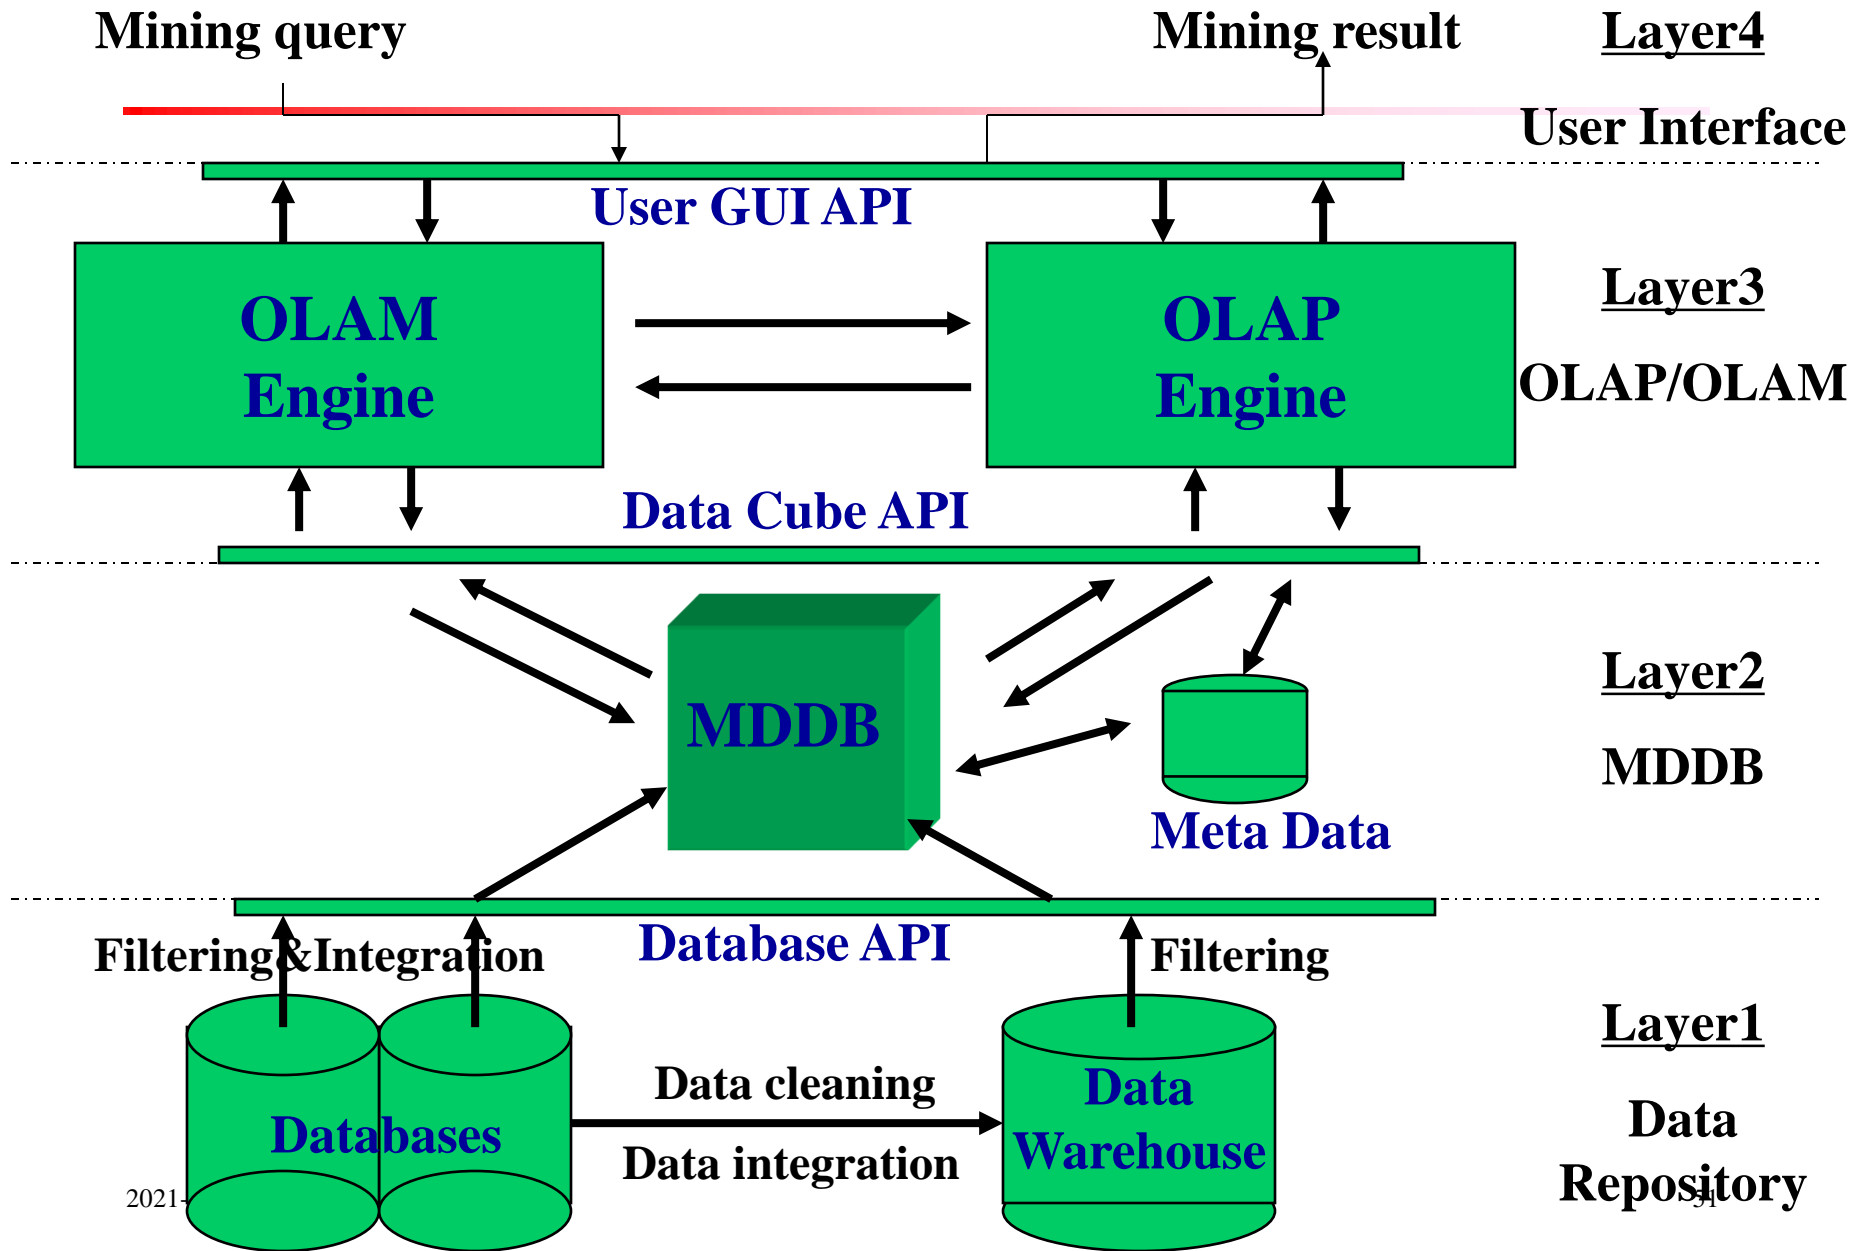 Mining query
Mining result
Layer4
User Interface
User GUI API
OLAM
Engine
OLAP
Engine
Layer3
OLAP/OLAM
Data Cube API
MDDB
Meta Data
Layer2
MDDB
Filtering&Integration
Database API
Filtering
Databases
Data cleaning
Data integration
Data
Warehouse
Layer1
Data
Repository
2021-
31